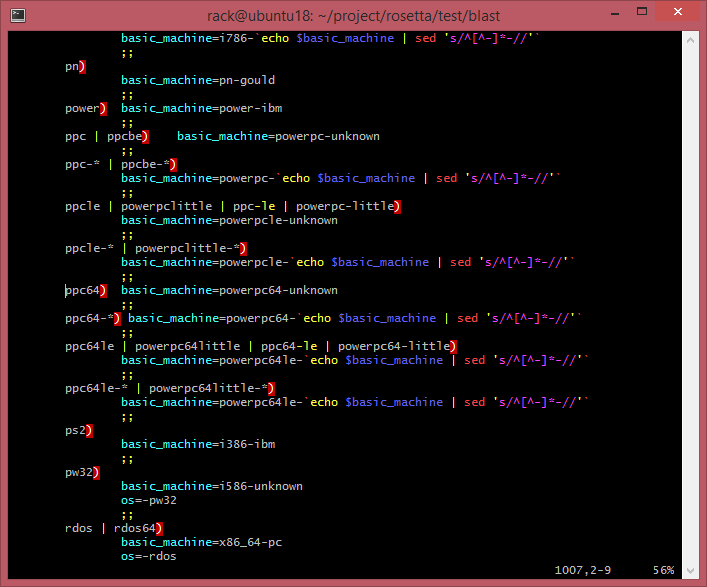 rack@ubuntu18: ~/project/rosetta/test/blast
basic_machine=i786-`echo $basic_machine | sed 's/^[^-]*-//'`
;;
pn)
basic_machine=pn-gould
;;
power) basic_machine=power-ibm
;;
ppc | ppcbe) basic_machine=powerpc-unknown
;;
ppc-* | ppcbe-*)
basic_machine=powerpc-`echo $basic_machine | sed 's/^[^-]*-//'`
;;
ppcle | powerpclittle | ppc-le | powerpc-little)
basic_machine=powerpcle-unknown
;;
ppcle-* | powerpclittle-*)
basic_machine=powerpcle-`echo $basic_machine | sed 's/^[^-]*-//'`
;;
ppc64) basic_machine=powerpc64-unknown
;;
ppc64-*) basic_machine=powerpc64-`echo $basic_machine | sed 's/^[^-]*-//'`
;;
ppc64le | powerpc64little | ppc64-le | powerpc64-little)
basic_machine=powerpc64le-`echo $basic_machine | sed 's/^[^-]*-//'`
;;
ppc64le-* | powerpc64little-*)
basic_machine=powerpc64le-`echo $basic_machine | sed 's/^[^-]*-//'`
;;
ps2)
basic_machine=i386-ibm
;;
pw32)
basic_machine=i586-unknown
os=-pw32
;;
rdos | rdos64)
basic_machine=x86_64-pc
os=-rdos
1007,2-9 56%